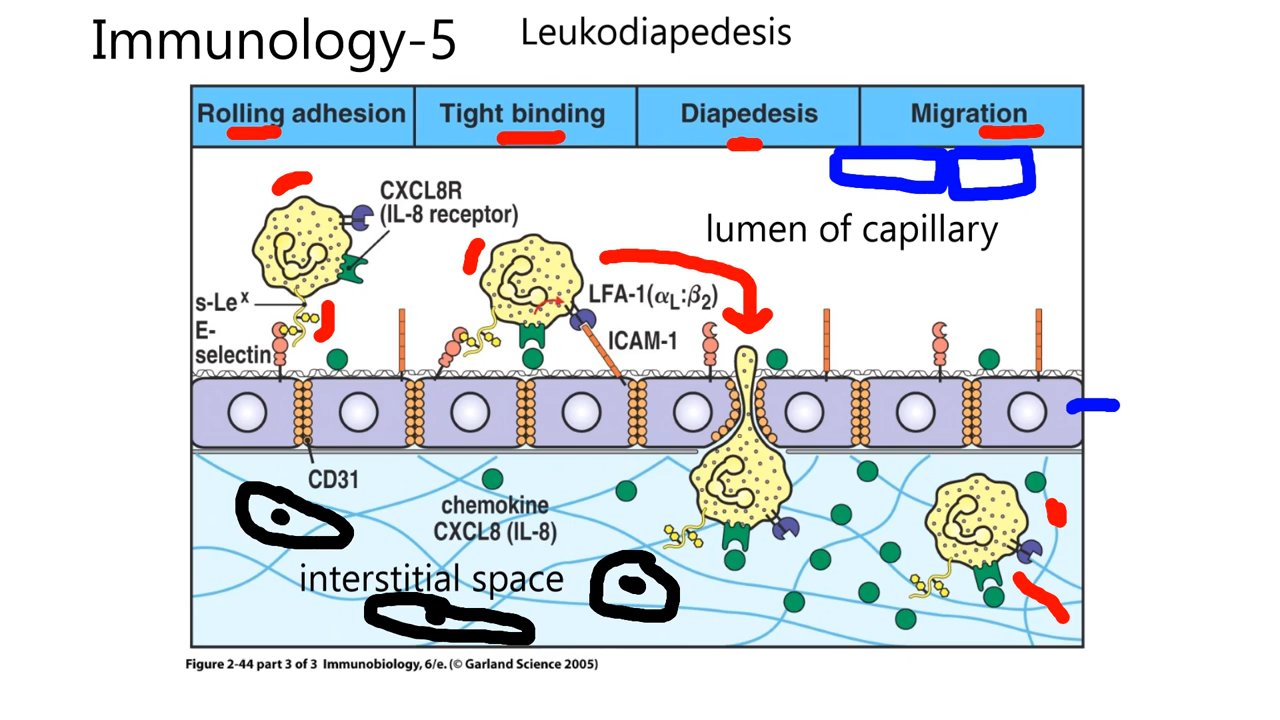 Immunology-5
Leukodiapedesis
Rolling adhesion
Tight binding
Diapedesis
Migration
CXCL8R
(IL-8 receptor)
lumen of capillary
s-Leˣ
E-
selectin
LFA-1(αL:β2)
ICAM-1
CD31
chemokine
CXCL8 (IL-8)
interstitial space
Figure 2-44 part 3 of 3 Immunobiology, 6/e. (© Garland Science 2005)